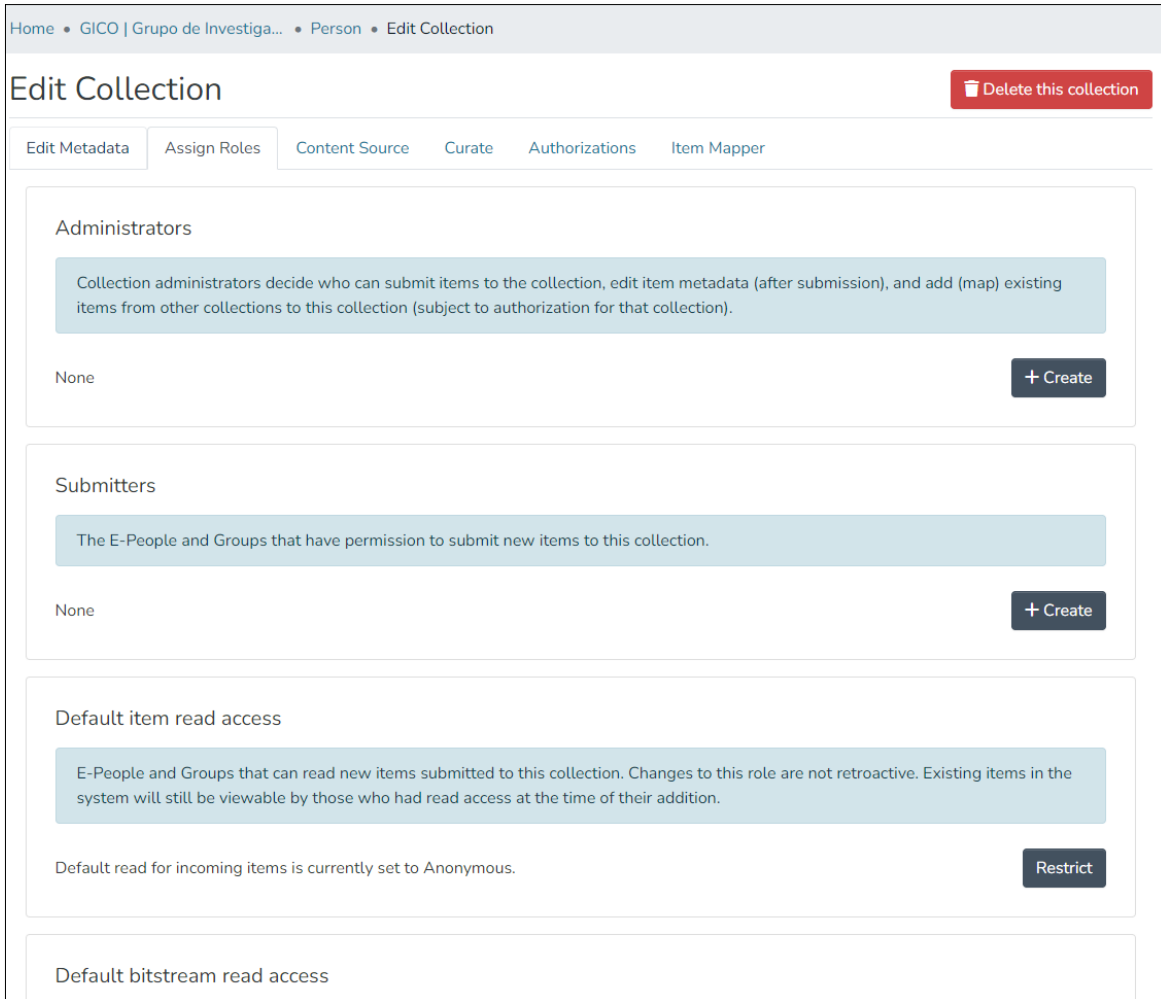 Home • GICO | Grupo de Investiga... • Person • Edit Collection
Edit Collection
Delete this collection
Edit Metadata Assign Roles Content Source Curate Authorizations Item Mapper
Administrators
Collection administrators decide who can submit items to the collection, edit item metadata (after submission), and add (map) existing
items from other collections to this collection (subject to authorization for that collection).
None
+ Create
Submitters
The E-People and Groups that have permission to submit new items to this collection.
None
+ Create
Default item read access
E-People and Groups that can read new items submitted to this collection. Changes to this role are not retroactive. Existing items in the
system will still be viewable by those who had read access at the time of their addition.
Default read for incoming items is currently set to Anonymous.
Restrict
Default bitstream read access